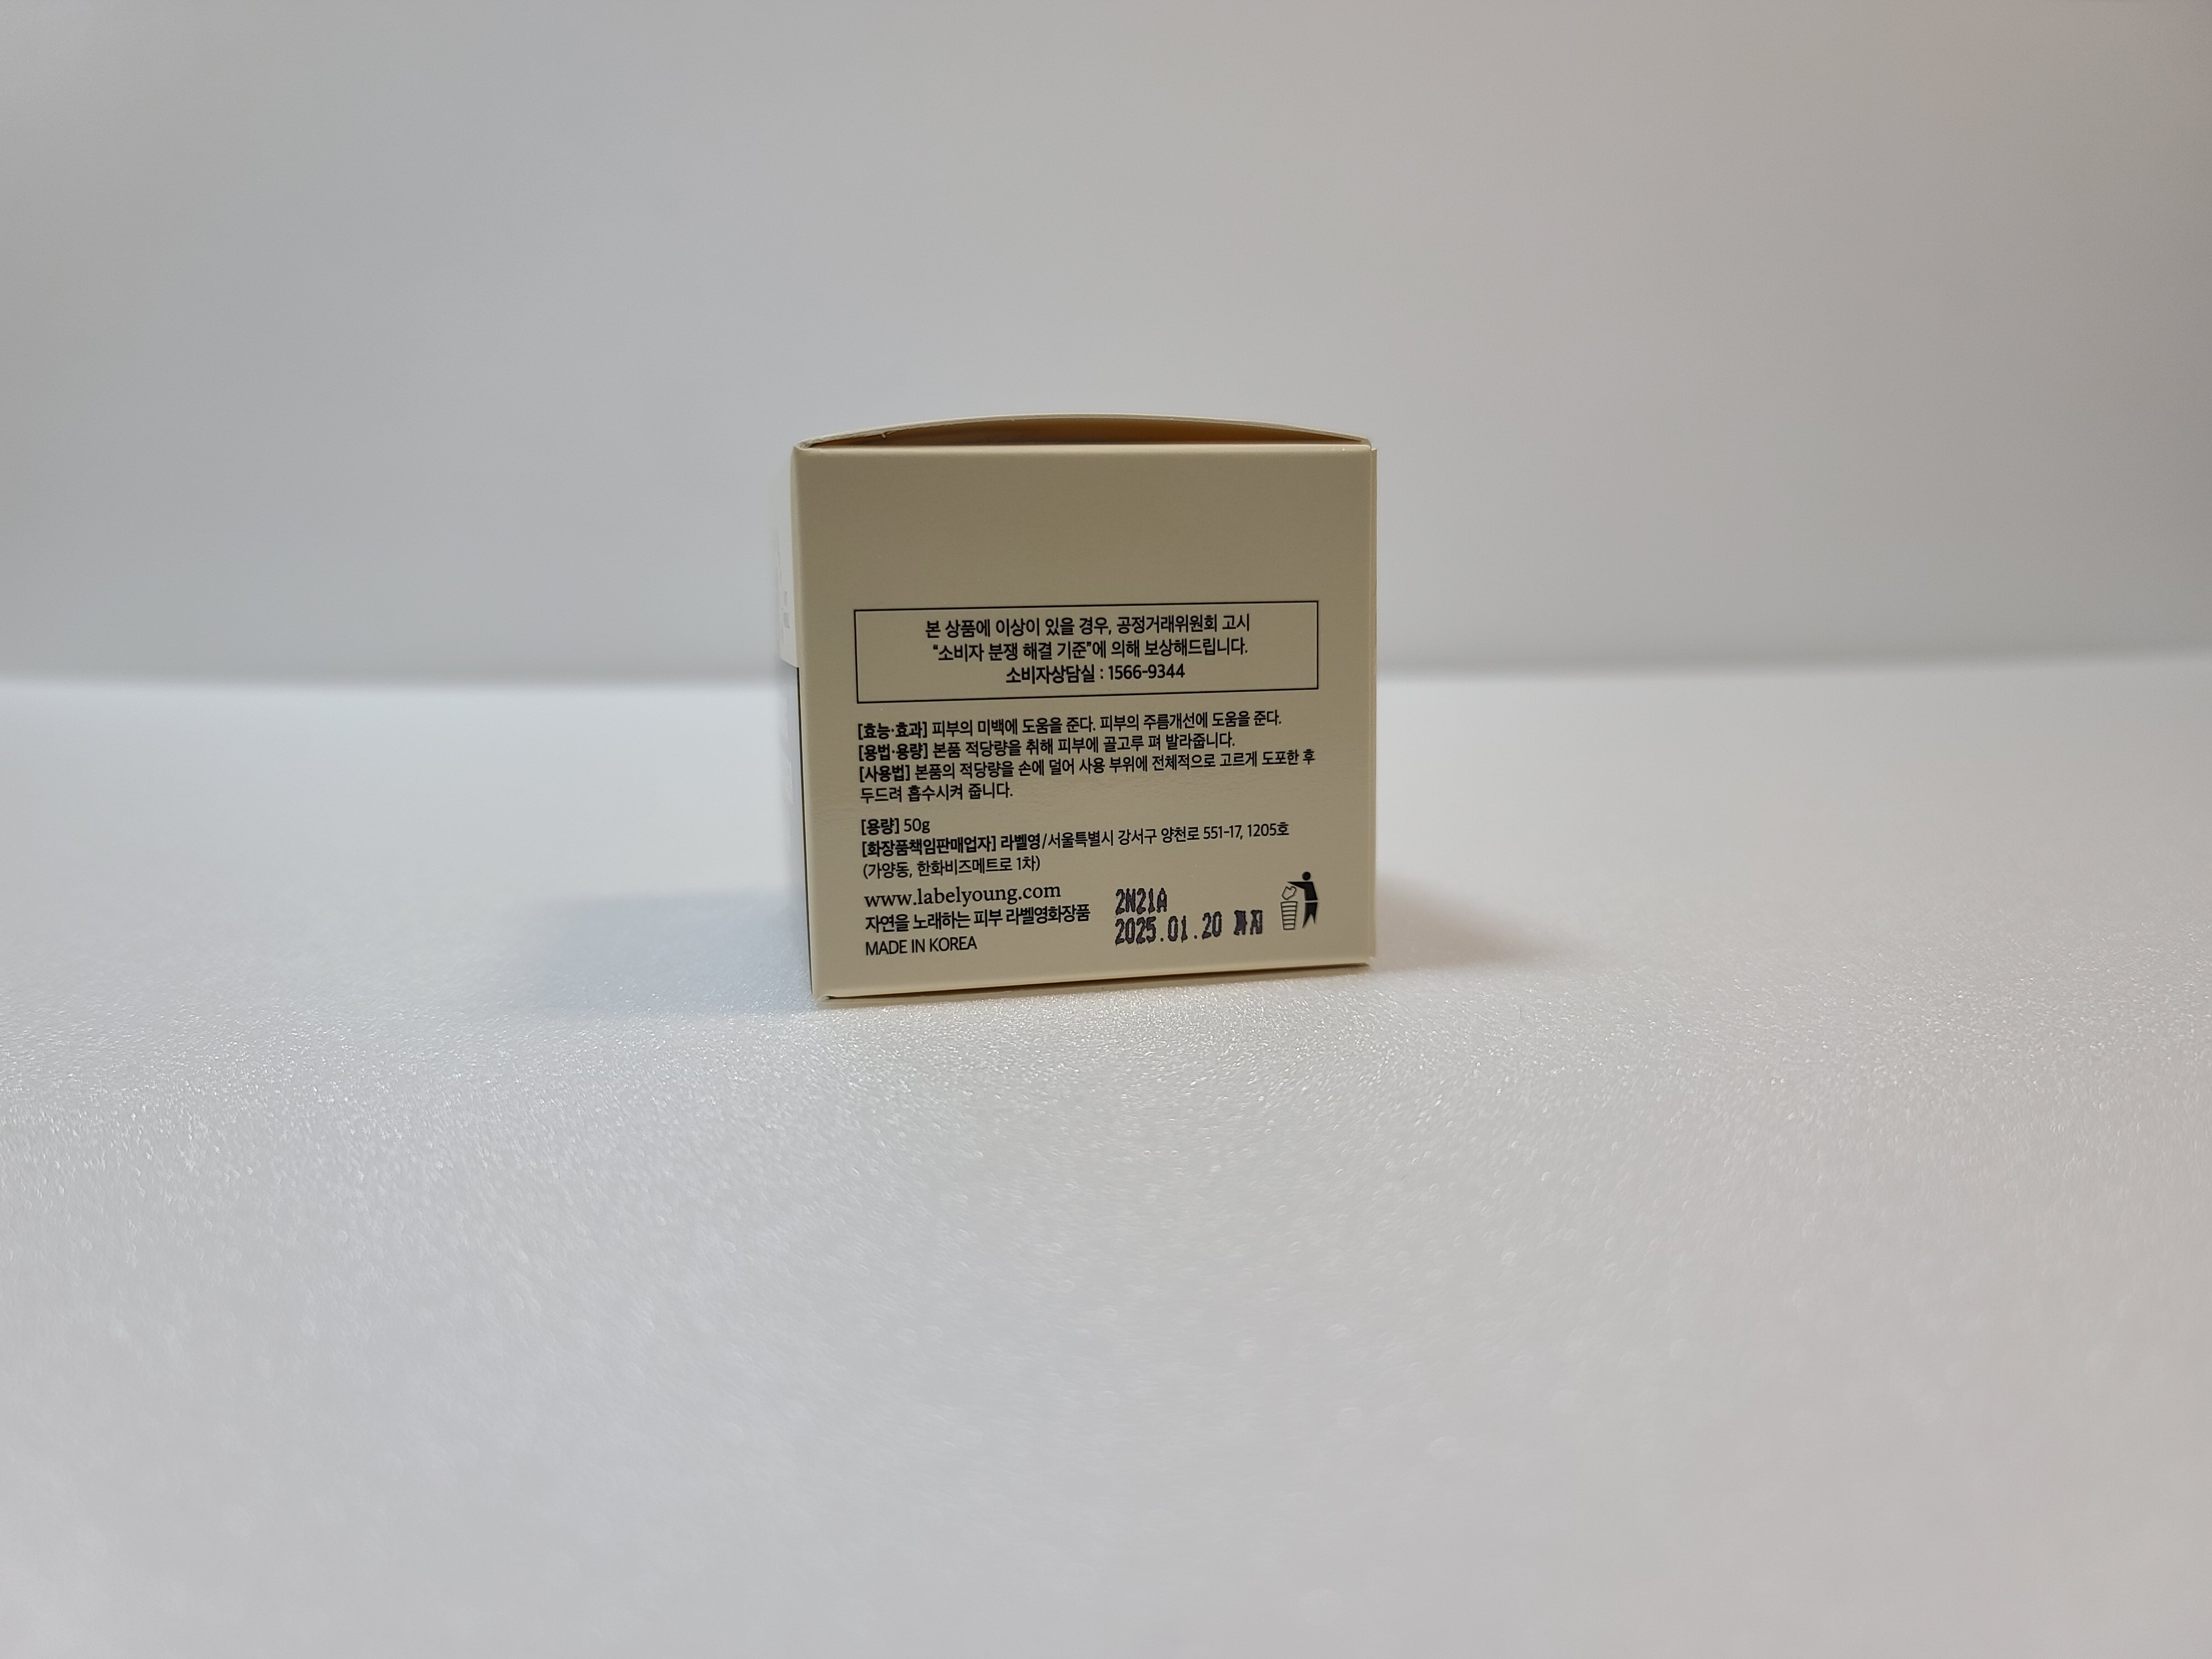 본 상품에 이상이 있을 경우, 공정거래위원회 고시
“소비자 분쟁 해결 기준”에 의해 보상해드립니다.
소비자상담실 : 1566-9344
[효능·효과] 피부의 미백에 도움을 준다. 피부의 주름개선에 도움을 준다.
[용법·용량] 본품 적당량을 취해 피부에 골고루 펴 발라줍니다.
[사용법] 본품의 적당량을 손에 덜어 사용 부위에 전체적으로 고르게 도포한 후
두드려 흡수시켜 줍니다.
[용량] 50g
[화장품책임판매업자] 라벨영/서울특별시 강서구 양천로 551-17, 1205호
(가양동, 한화비즈메트로 1차)
www.labelyoung.com
자연을 노래하는 피부 라벨영화장품
MADE IN KOREA
2N21A
2025.01.20 까지